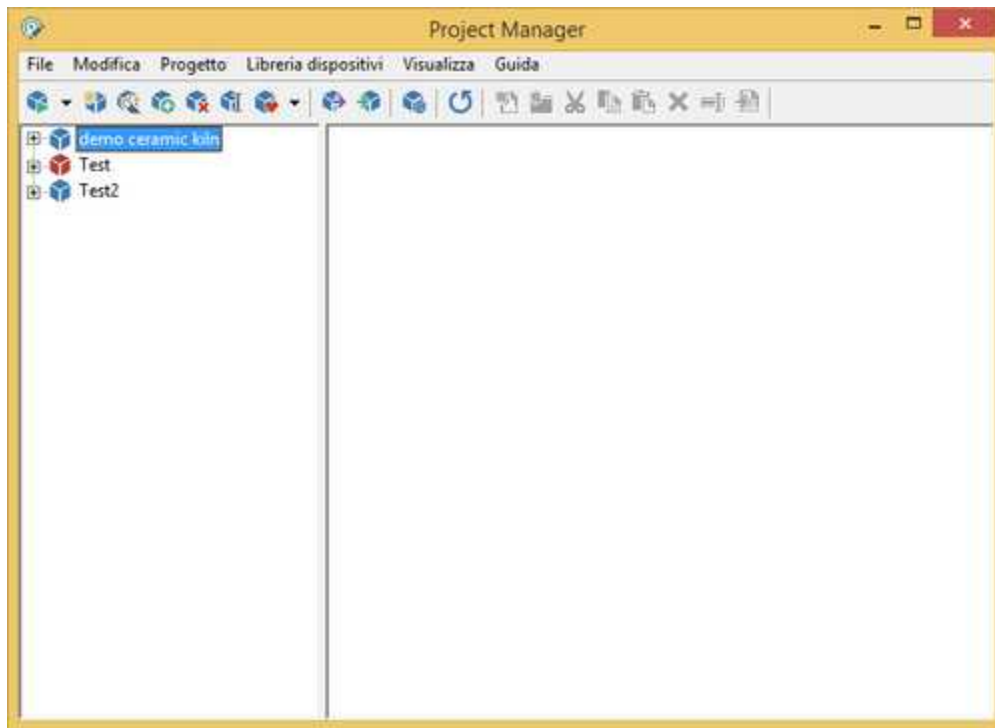 Project Manager
File Modifica Progetto Libreria dispositivi Visualizza Guida
demo ceramic kiln
Test
Test2